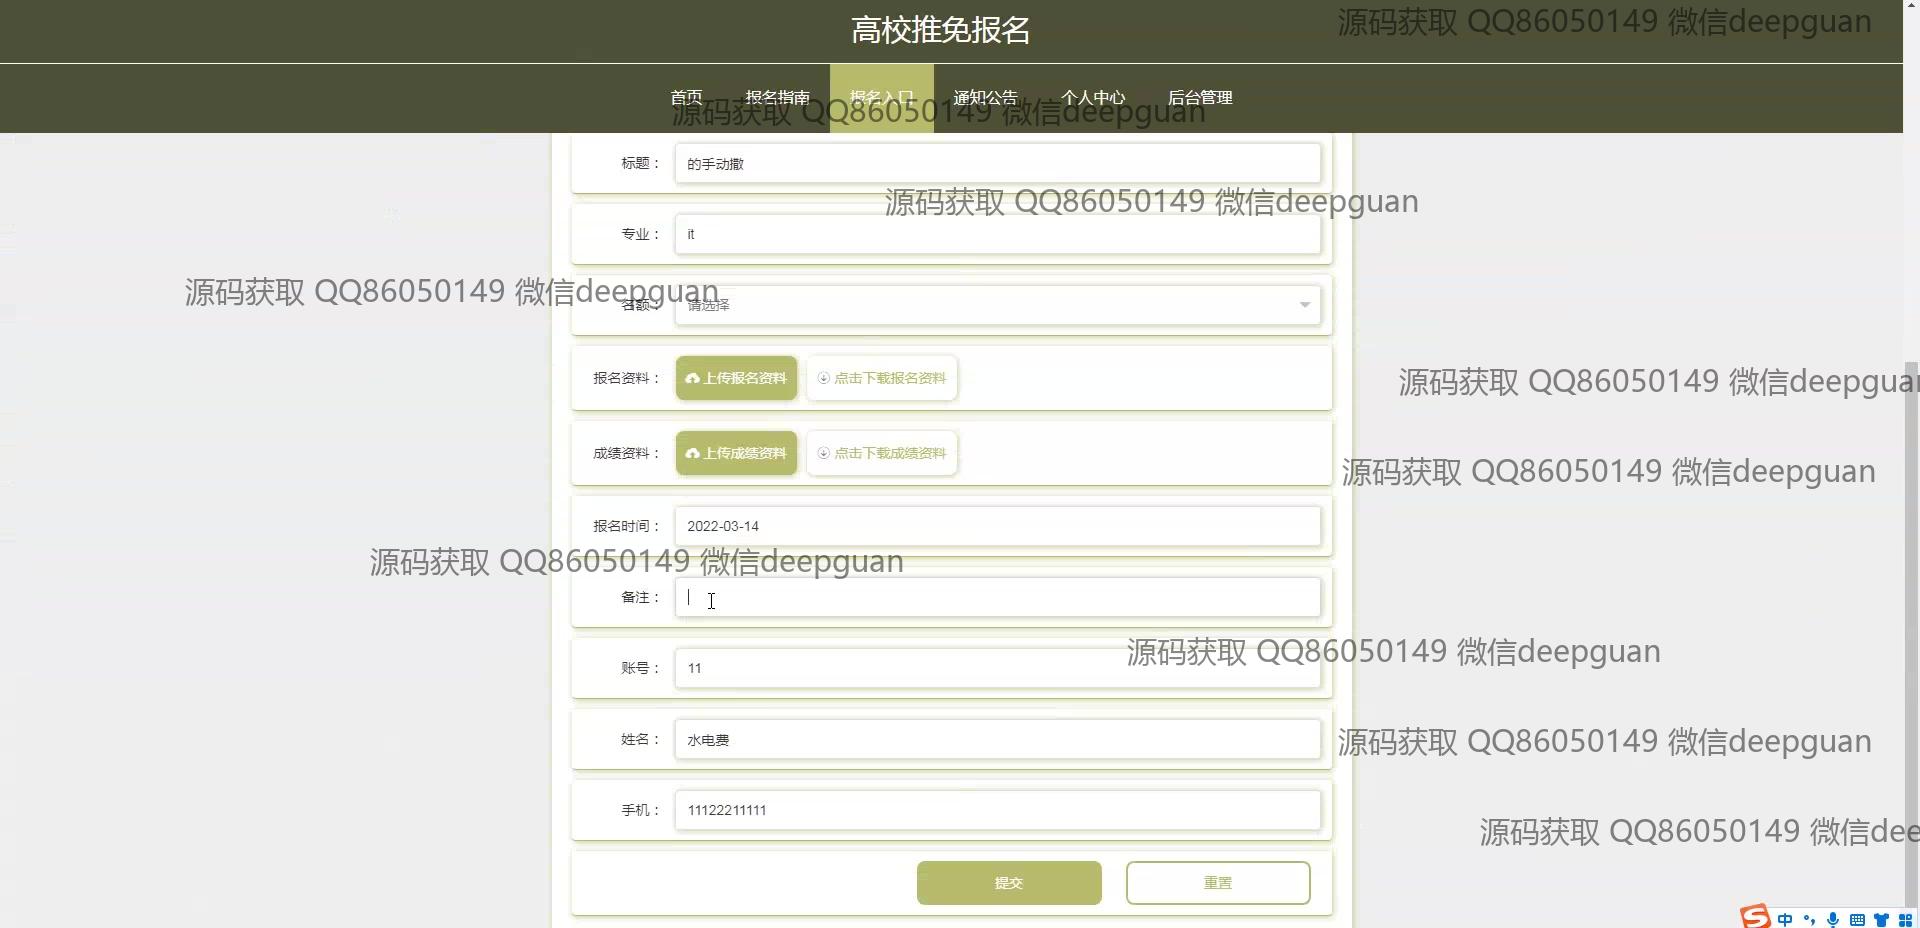 高校推免报名
源码获取 QQ86050149 微信deepguan
首页 报名指南 报名入口 通知公告 个人中心 后台管理
源码获取 QQ86050149 微信deepguan
标题： 的手动撒
源码获取 QQ86050149 微信deepguan
专业： it
源码获取 QQ86050149 微信deepguan
名额： 请选择
报名资料： 上传报名资料 点击下载报名资料
源码获取 QQ86050149 微信deepguan
成绩资料： 上传成绩资料 点击下载成绩资料
源码获取 QQ86050149 微信deepguan
报名时间： 2022-03-14
源码获取 QQ86050149 微信deepguan
备注：
源码获取 QQ86050149 微信deepguan
账号： 11
姓名： 水电费
源码获取 QQ86050149 微信deepguan
手机： 11122211111
源码获取 QQ86050149 微信dee
提交 重置
中